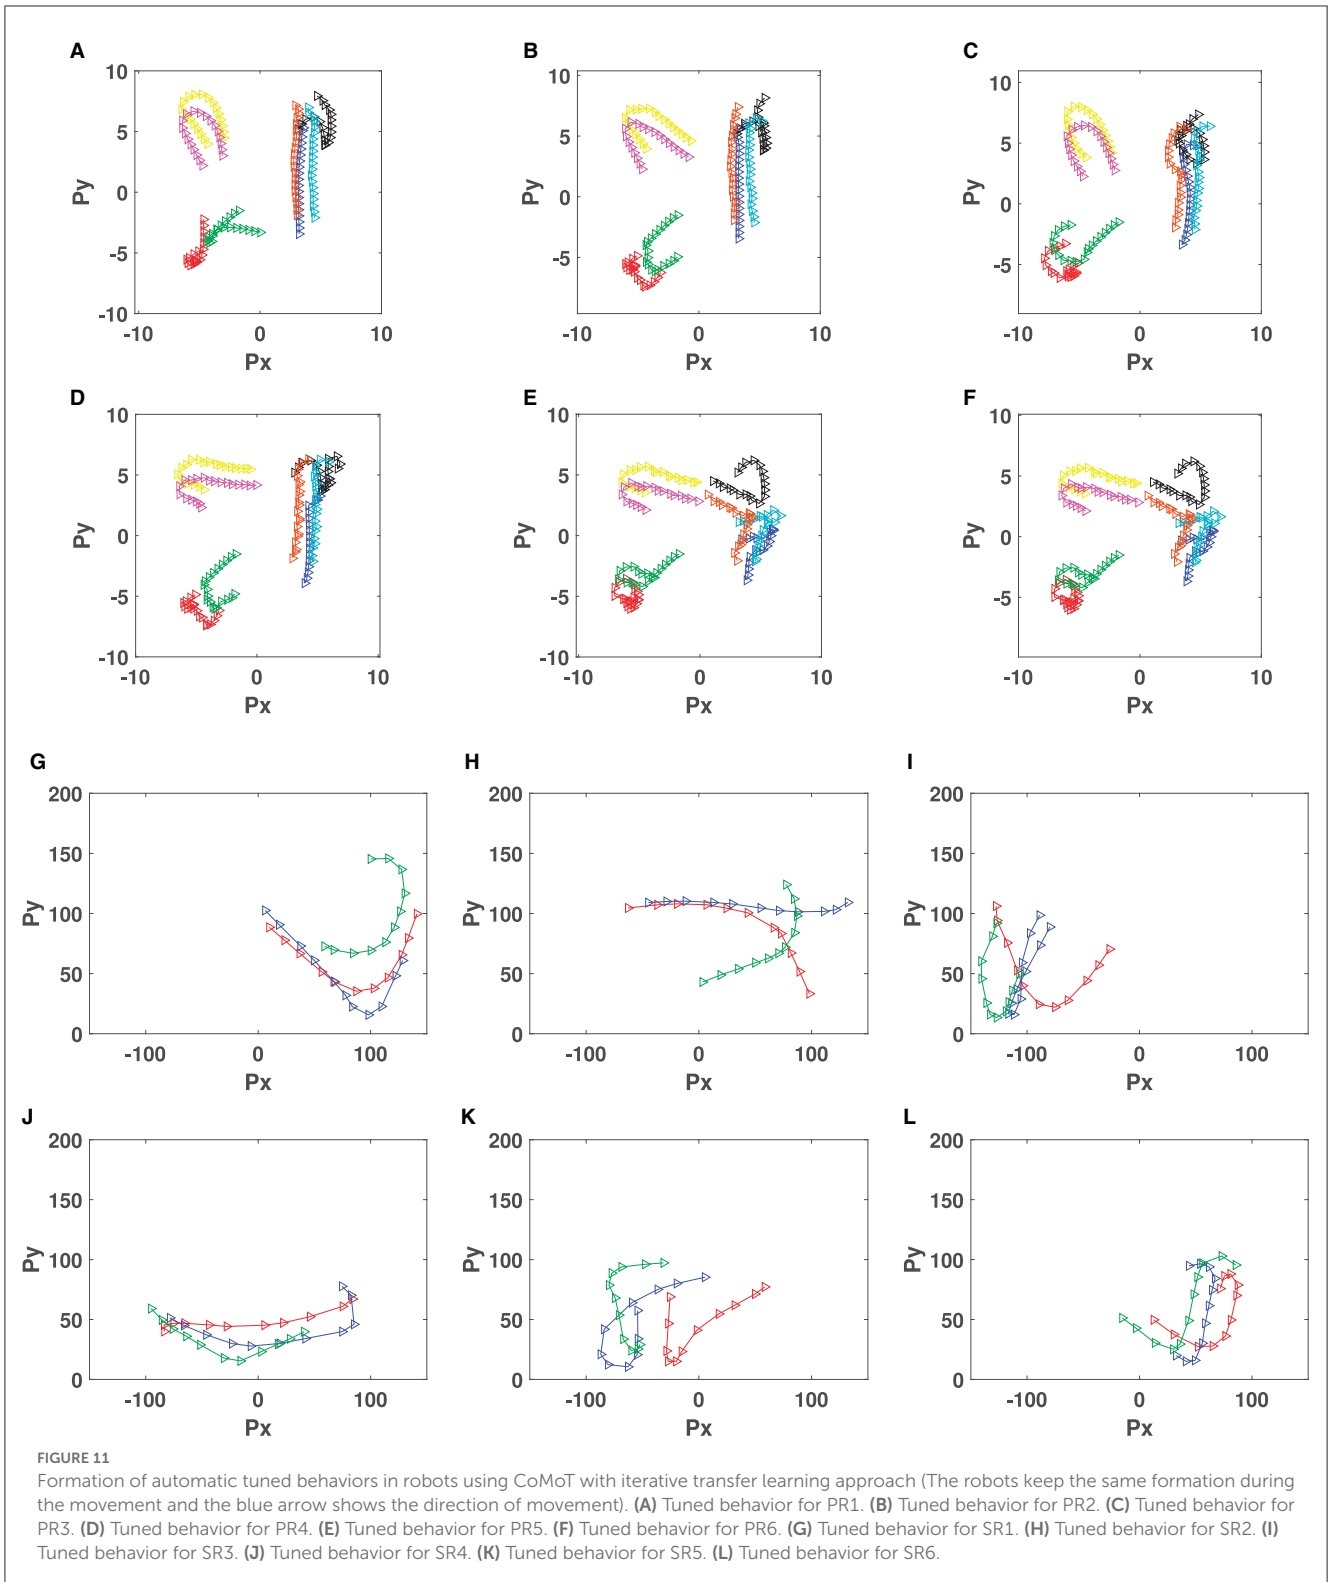 A
B
C
10
5
0
-5
-10
Py
-10
0
10
Px
10
5
0
-5
Py
-10
0
10
Px
10
5
0
-5
Py
-10
0
10
Px
D
E
F
10
5
0
-5
-10
Py
-10
0
10
Px
10
5
0
-5
-10
Py
-10
0
10
Px
10
5
0
-5
Py
-10
0
10
Px
G
H
I
200
150
100
50
0
Py
-100
0
100
Px
200
150
100
50
0
Py
-100
0
100
Px
200
150
100
50
0
Py
-100
0
100
Px
J
K
L
200
150
100
50
0
Py
-100
0
100
Px
200
150
100
50
0
Py
-100
0
100
Px
200
150
100
50
0
Py
-100
0
100
Px
FIGURE 11
Formation of automatic tuned behaviors in robots using CoMoT with iterative transfer learning approach (The robots keep the same formation during
the movement and the blue arrow shows the direction of movement). (A) Tuned behavior for PR1. (B) Tuned behavior for PR2. (C) Tuned behavior for
PR3. (D) Tuned behavior for PR4. (E) Tuned behavior for PR5. (F) Tuned behavior for PR6. (G) Tuned behavior for SR1. (H) Tuned behavior for SR2. (I)
Tuned behavior for SR3. (J) Tuned behavior for SR4. (K) Tuned behavior for SR5. (L) Tuned behavior for SR6.